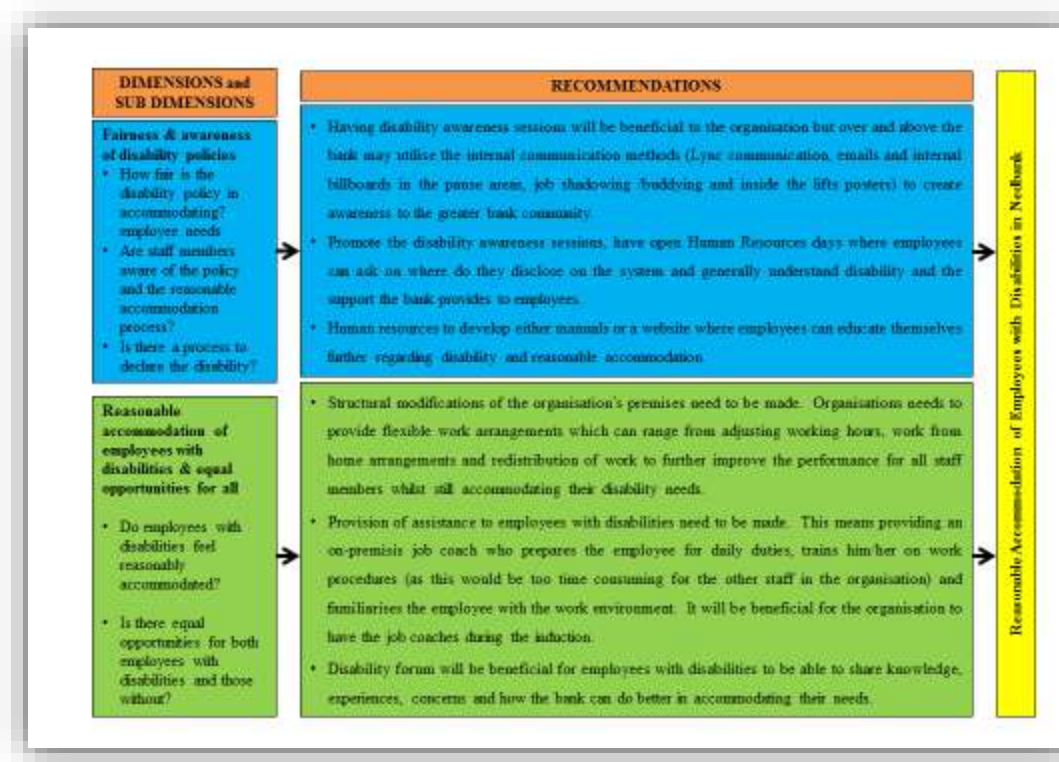 DIMENSIONS and
SUB DIMENSIONS
RECOMMENDATIONS
Fairness & awareness
of disability policies
• How fair is the
disability policy in
accommodating?
employee needs
• Are staff members
aware of the policy
and the reasonable
accommodation
process?
• Is there a process to
declare the disability?
• Having disability awareness sessions will be beneficial to the organisation but over and above the
bank may utilise the internal communication methods (Lync communication, emails and internal
billboards in the pause areas, job shadowing /buddying and inside the lifts posters) to create
awareness to the greater bank community.
• Promote the disability awareness sessions, have open Human Resources days where employees
can ask on where do they disclose on the system and generally understand disability and the
support the bank provides to employees.
• Human resources to develop either manuals or a website where employees can educate themselves
further regarding disability and reasonable accommodation
Reasonable
accommodation of
employees with
disabilities & equal
opportunities for all
• Do employees with
disabilities feel
reasonably
accommodated?
• Is there equal
opportunities for both
employees with
disabilities and those
without?
• Structural modifications of the organisation's premises need to be made. Organisations needs to
provide flexible work arrangements which can range from adjusting working hours, work from
home arrangements and redistribution of work to further improve the performance for all staff
members whilst still accommodating their disability needs.
• Provision of assistance to employees with disabilities need to be made. This means providing an
on-premisis job coach who prepares the employee for daily duties, trains him/her on work
procedures (as this would be too time consuming for the other staff in the organisation) and
familiarises the employee with the work environment. It will be beneficial for the organisation to
have the job coaches during the induction.
• Disability forum will be beneficial for employees with disabilities to be able to share knowledge,
experiences, concerns and how the bank can do better in accommodating their needs.
Reasonable Accommodation of Employees with Disabilities in Nedbank